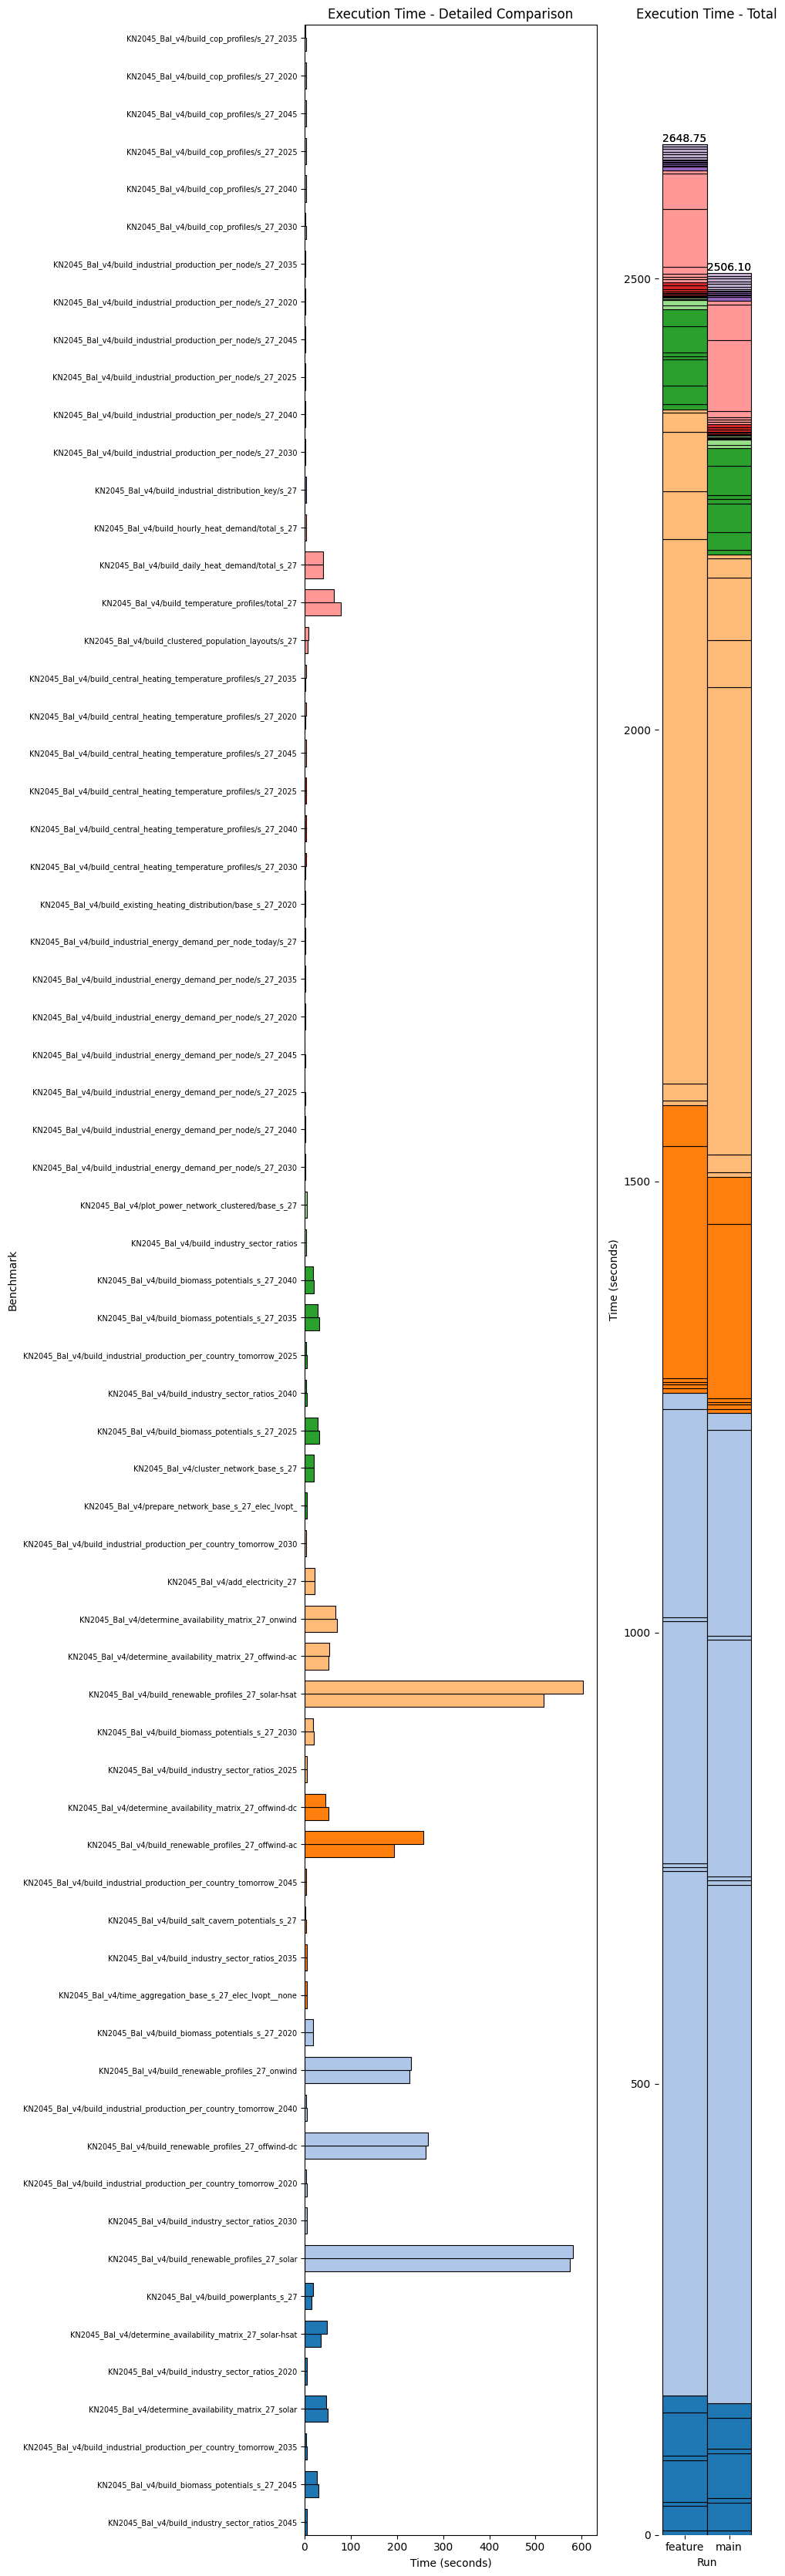 Execution Time - Detailed Comparison
Execution Time - Total
KN2045_Bal_v4/build_cop_profiles/s_27_2035
KN2045_Bal_v4/build_cop_profiles/s_27_2020
KN2045_Bal_v4/build_cop_profiles/s_27_2045
KN2045_Bal_v4/build_cop_profiles/s_27_2025
KN2045_Bal_v4/build_cop_profiles/s_27_2040
KN2045_Bal_v4/build_cop_profiles/s_27_2030
KN2045_Bal_v4/build_industrial_production_per_node/s_27_2035
KN2045_Bal_v4/build_industrial_production_per_node/s_27_2020
KN2045_Bal_v4/build_industrial_production_per_node/s_27_2045
KN2045_Bal_v4/build_industrial_production_per_node/s_27_2025
KN2045_Bal_v4/build_industrial_production_per_node/s_27_2040
KN2045_Bal_v4/build_industrial_production_per_node/s_27_2030
KN2045_Bal_v4/build_industrial_distribution_key/s_27
KN2045_Bal_v4/build_hourly_heat_demand/total_s_27
KN2045_Bal_v4/build_daily_heat_demand/total_s_27
KN2045_Bal_v4/build_temperature_profiles/total_27
KN2045_Bal_v4/build_clustered_population_layouts/s_27
KN2045_Bal_v4/build_central_heating_temperature_profiles/s_27_2035
KN2045_Bal_v4/build_central_heating_temperature_profiles/s_27_2020
KN2045_Bal_v4/build_central_heating_temperature_profiles/s_27_2045
KN2045_Bal_v4/build_central_heating_temperature_profiles/s_27_2025
KN2045_Bal_v4/build_central_heating_temperature_profiles/s_27_2040
KN2045_Bal_v4/build_central_heating_temperature_profiles/s_27_2030
KN2045_Bal_v4/build_existing_heating_distribution/base_s_27_2020
KN2045_Bal_v4/build_industrial_energy_demand_per_node_today/s_27
KN2045_Bal_v4/build_industrial_energy_demand_per_node/s_27_2035
KN2045_Bal_v4/build_industrial_energy_demand_per_node/s_27_2020
KN2045_Bal_v4/build_industrial_energy_demand_per_node/s_27_2045
KN2045_Bal_v4/build_industrial_energy_demand_per_node/s_27_2025
KN2045_Bal_v4/build_industrial_energy_demand_per_node/s_27_2040
KN2045_Bal_v4/build_industrial_energy_demand_per_node/s_27_2030
KN2045_Bal_v4/plot_power_network_clustered/base_s_27
KN2045_Bal_v4/build_industry_sector_ratios
KN2045_Bal_v4/build_biomass_potentials_s_27_2040
KN2045_Bal_v4/build_biomass_potentials_s_27_2035
KN2045_Bal_v4/build_industrial_production_per_country_tomorrow_2025
KN2045_Bal_v4/build_industry_sector_ratios_2040
KN2045_Bal_v4/build_biomass_potentials_s_27_2025
KN2045_Bal_v4/cluster_network_base_s_27
KN2045_Bal_v4/prepare_network_base_s_27_elec_lvopt_
KN2045_Bal_v4/build_industrial_production_per_country_tomorrow_2030
KN2045_Bal_v4/add_electricity_27
KN2045_Bal_v4/determine_availability_matrix_27_onwind
KN2045_Bal_v4/determine_availability_matrix_27_offwind-ac
KN2045_Bal_v4/build_renewable_profiles_27_solar-hsat
KN2045_Bal_v4/build_biomass_potentials_s_27_2030
KN2045_Bal_v4/build_industry_sector_ratios_2025
KN2045_Bal_v4/determine_availability_matrix_27_offwind-dc
KN2045_Bal_v4/build_renewable_profiles_27_offwind-ac
KN2045_Bal_v4/build_industrial_production_per_country_tomorrow_2045
KN2045_Bal_v4/build_salt_cavern_potentials_s_27
KN2045_Bal_v4/build_industry_sector_ratios_2035
KN2045_Bal_v4/time_aggregation_base_s_27_elec_lvopt__none
KN2045_Bal_v4/build_biomass_potentials_s_27_2020
KN2045_Bal_v4/build_renewable_profiles_27_onwind
KN2045_Bal_v4/build_industrial_production_per_country_tomorrow_2040
KN2045_Bal_v4/build_renewable_profiles_27_offwind-dc
KN2045_Bal_v4/build_industrial_production_per_country_tomorrow_2020
KN2045_Bal_v4/build_industry_sector_ratios_2030
KN2045_Bal_v4/build_renewable_profiles_27_solar
KN2045_Bal_v4/build_powerplants_s_27
KN2045_Bal_v4/determine_availability_matrix_27_solar-hsat
KN2045_Bal_v4/build_industry_sector_ratios_2020
KN2045_Bal_v4/determine_availability_matrix_27_solar
KN2045_Bal_v4/build_industrial_production_per_country_tomorrow_2035
KN2045_Bal_v4/build_biomass_potentials_s_27_2045
KN2045_Bal_v4/build_industry_sector_ratios_2045
Benchmark
0 100 200 300 400 500 600
Time (seconds)
2648.75
2506.10
2500
2000
1500
1000
500
0
Time (seconds)
feature main
Run